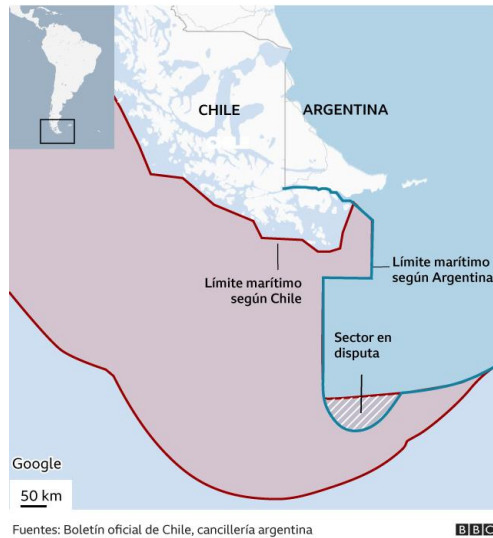 CHILE
ARGENTINA
Límite marítimo
según Chile
Límite marítimo
según Argentina
Sector en
disputa
Google
50 km
Fuentes: Boletín oficial de Chile, cancillería argentina
BBC